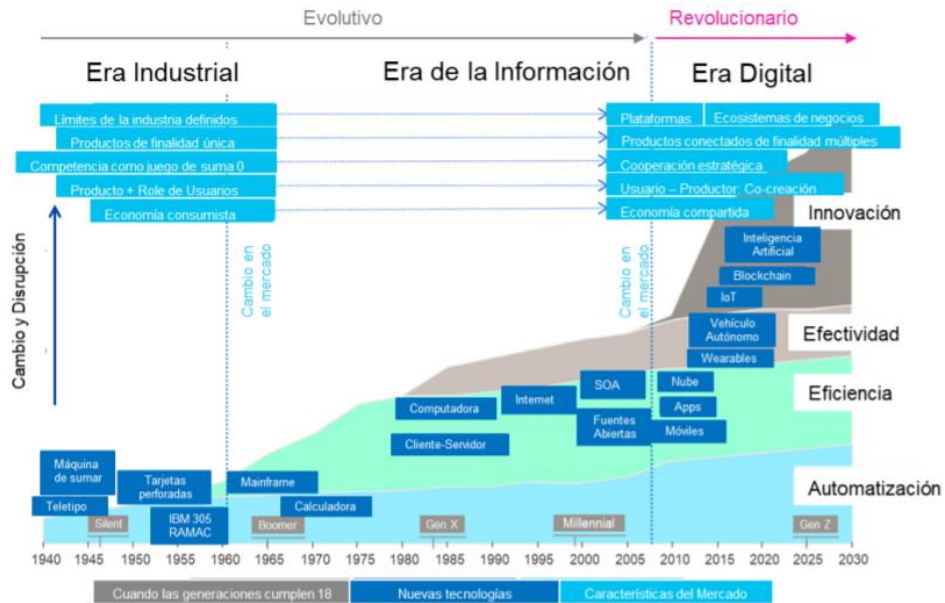 Evolutivo
Revolucionario
Era Industrial
Era de la Información
Era Digital
Límites de la industria definidos
Plataformas
Ecosistemas de negocios
Productos de finalidad única
Productos conectados de finalidad múltiples
Competencia como juego de suma 0
Cooperación estratégica
Producto + Role de Usuarios
Usuario – Productor: Co-creación
Economía consumista
Economía compartida
Innovación
Cambio y Disrupción
Cambio en
el mercado
Cambio en
el mercado
Inteligencia
Artificial
Blockchain
IoT
Vehículo
Autónomo
Efectividad
Wearables
SOA
Nube
Eficiencia
Internet
Computadora
Apps
Fuentes
Abiertas
Móviles
Cliente-Servidor
Máquina
de sumar
Tarjetas
perforadas
Mainframe
Automatización
Teletipo
Calculadora
IBM 305
RAMAC
Silent
Boomer
Gen X
Millennial
Gen Z
1940 1945 1950 1955 1960 1965 1970 1975 1980 1985 1990 1995 2000 2005 2010 2015 2020 2025 2030
Cuando las generaciones cumplen 18
Nuevas tecnologías
Características del Mercado